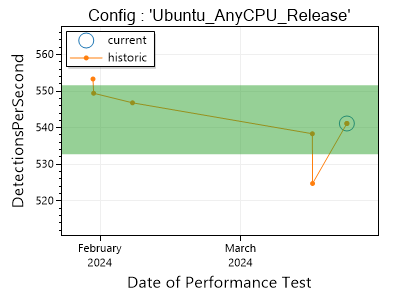 Config : 'Ubuntu_AnyCPU_Release'
current
historic
560
550
540
530
520
DetectionsPerSecond
February
2024
March
2024
Date of Performance Test